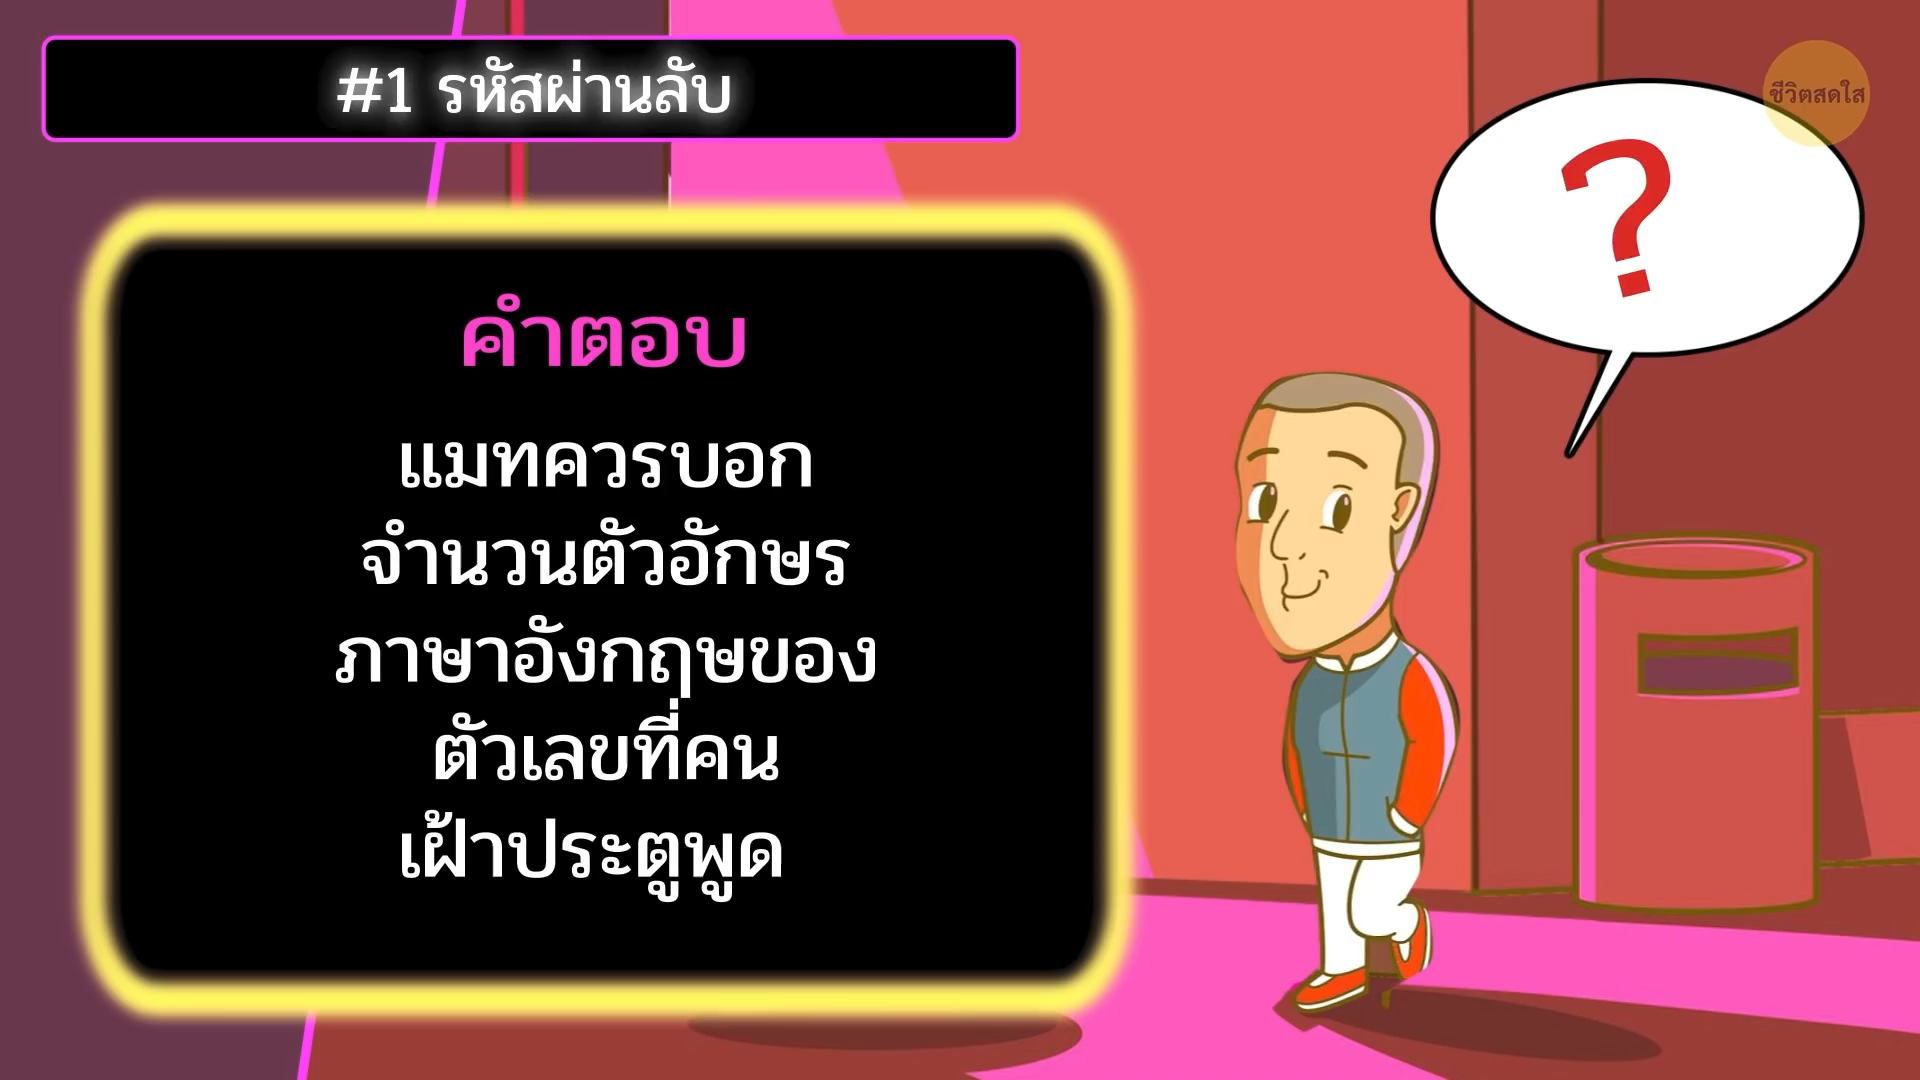 #1 รหัสผ่านลับ
ชีวิตสดใส
?
คำตอบ
แมทควรบอก
จำนวนตัวอักษร
ภาษาอังกฤษของ
ตัวเลขที่คน
เฝ้าประตูพูด